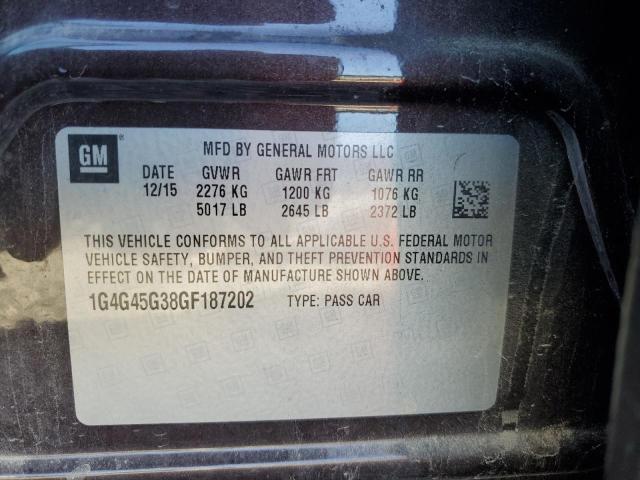 GM
MFD BY GENERAL MOTORS LLC
DATE GVWR GAWR FRT GAWR RR
12/15 2276 KG 1200 KG 1076 KG
5017 LB 2645 LB 2372 LB
THIS VEHICLE CONFORMS TO ALL APPLICABLE U.S. FEDERAL MOTOR
VEHICLE SAFETY, BUMPER, AND THEFT PREVENTION STANDARDS IN
EFFECT ON THE DATE OF MANUFACTURE SHOWN ABOVE.
1G4G45G38GF187202 TYPE: PASS CAR